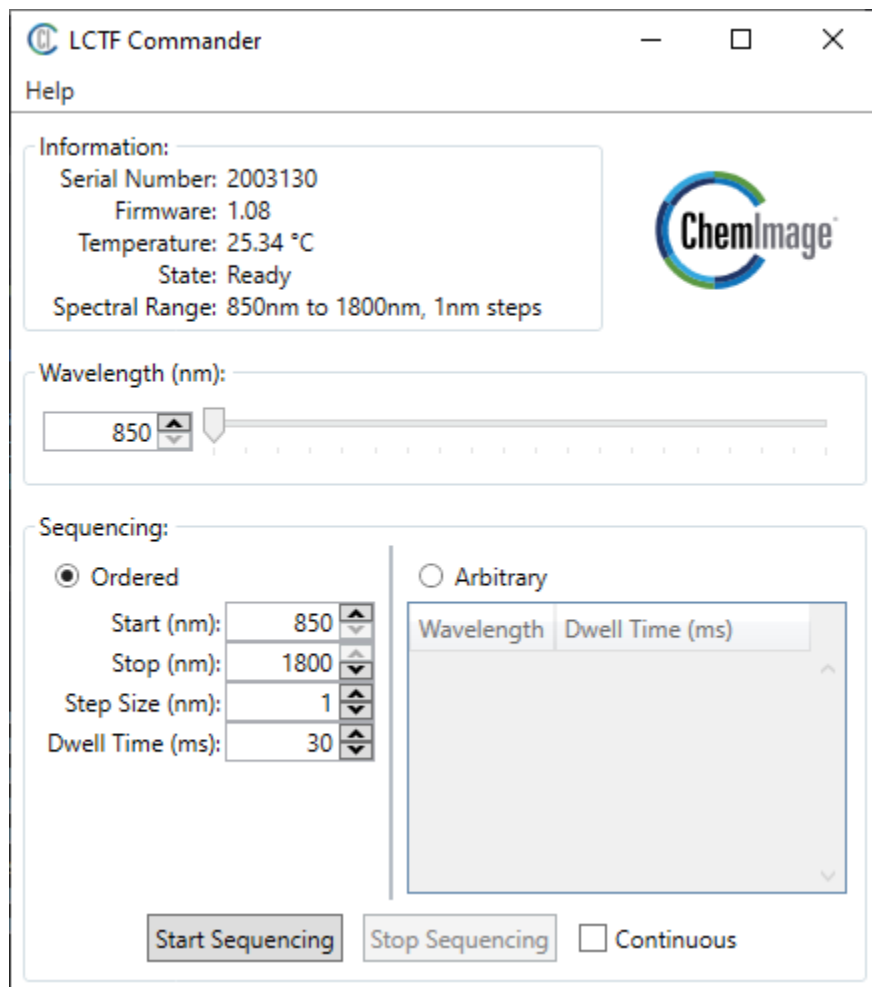 LCTF Commander
Help
Information:
Serial Number: 2003130
Firmware: 1.08
Temperature: 25.34 °C
State: Ready
Spectral Range: 850nm to 1800nm, 1nm steps
ChemImage
Wavelength (nm):
850
Sequencing:
Ordered
Start (nm): 850
Stop (nm): 1800
Step Size (nm): 1
Dwell Time (ms): 30
Arbitrary
Wavelength Dwell Time (ms)
Start Sequencing Stop Sequencing Continuous